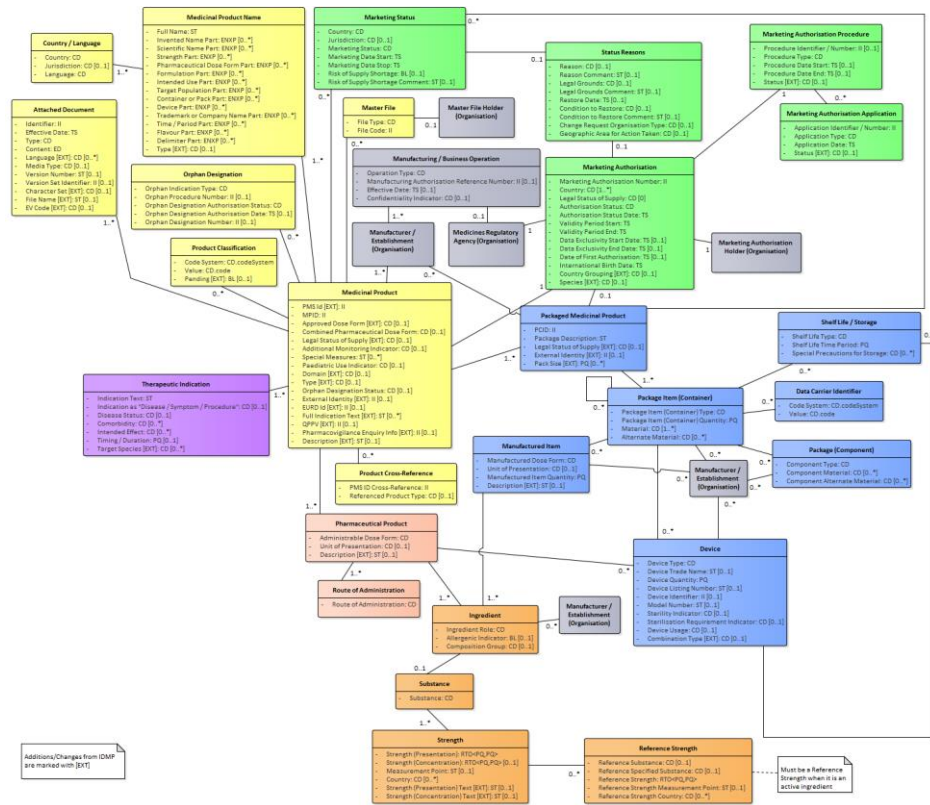 Country / Language
- Country: CD
- Jurisdiction: CD [0..1]
- Language: CD
Medicinal Product Name
- Full Name: ST
- Invented Name Part: ENXP [0..*]
- Scientific Name Part: ENXP [0..*]
- Strength Part: ENXP [0..*]
- Pharmaceutical Dose Form Part: ENXP [0..*]
- Formulation Part: ENXP [0..*]
- Intended Use Part: ENXP [0..*]
- Target Population Part: ENXP [0..*]
- Container or Pack Part: ENXP [0..*]
- Device Part: ENXP [0..*]
- Trademark or Company Name Part: ENXP [0..*]
- Time / Period Part: ENXP [0..*]
- Flavour Part: ENXP [0..*]
- Delimiter Part: ENXP [0..*]
- Type [EXT]: CD [0..1]
Marketing Status
- Country: CD
- Jurisdiction: CD [0..1]
- Marketing Status: CD
- Marketing Date Start: TS
- Marketing Date Stop: TS
- Risk of Supply Shortage: BL [0..1]
- Risk of Supply Shortage Comment: ST [0..*]
Status Reasons
- Reason: CD [0..1]
- Reason Comment: ST [0..1]
- Legal Grounds: CD [0..1]
- Legal Grounds Comment: ST [0..1]
- Restore Date: TS [0..1]
- Condition to Restore: CD [0..1]
- Condition to Restore Comment: ST [0..1]
- Change Request Organisation Type: CD [0..1]
- Geographic Area for Action Taken: CD [0..1]
Marketing Authorisation Procedure
- Procedure Identifier / Number: II [0..1]
- Procedure Type: CD
- Procedure Date Start: TS [0..1]
- Procedure Date End: TS [0..1]
- Status [EXT]: CD [0..1]
Marketing Authorisation Application
- Application Identifier / Number: II
- Application Type: CD
- Application Date: TS
- Status [EXT]: CD [0..1]
Attached Document
- Identifier: II
- Effective Date: TS
- Type: CD
- Content: ED
- Language [EXT]: CD [0..*]
- Media Type: CD [0..1]
- Version Number: ST [0..1]
- Version Set Identifier: II [0..1]
- Character Set [EXT]: CD [0..1]
- File Name [EXT]: ST [0..1]
- EV Code [EXT]: CD [0..1]
Master File
- File Type: CD
- File Code: II
Master File Holder
(Organisation)
Manufacturing / Business Operation
- Operation Type: CD
- Manufacturing Authorisation Reference Number: II [0..1]
- Effective Date: TS [0..1]
- Confidentiality Indicator: CD [0..1]
Orphan Designation
- Orphan Indication Type: CD
- Orphan Procedure Number: II [0..1]
- Orphan Designation Authorisation Status: CD
- Orphan Designation Authorisation Date: TS [0..1]
- Orphan Designation Number: II [0..1]
Marketing Authorisation
- Marketing Authorization Number: II
- Country: CD [1..*]
- Legal Status of Supply: CD [0]
- Authorisation Status: CD
- Authorisation Status Date: TS
- Validity Period Start: TS
- Validity Period End: TS
- Data Exclusivity Start Date: TS [0..1]
- Data Exclusivity End Date: TS [0..1]
- Date of First Authorisation: TS [0..1]
- International Birth Date: TS
- Country Grouping [EXT]: CD [0..1]
- Species [EXT]: CD [0..1]
Manufacturer /
Establishment
(Organisation)
Medicines Regulatory
Agency (Organisation)
Marketing Authorisation
Holder (Organisation)
Product Classification
- Code System: CD.codeSystem
- Value: CD.code
- Pending [EXT]: BL [0..1]
Medicinal Product
- PMS Id [EXT]: II
- MPID: II
- Approved Dose Form [EXT]: CD [0..1]
- Combined Pharmaceutical Dose Form: CD [0..1]
- Legal Status of Supply [EXT]: CD [0..1]
- Additional Monitoring Indicator: CD [0..1]
- Special Measures: ST [0..*]
- Paediatric Use Indicator: CD [0..1]
- Domain [EXT]: CD [0..1]
- Type [EXT]: CD [0..1]
- Orphan Designation Status: CD [0..1]
- External Identity [EXT]: II [0..1]
- EURD Id [EXT]: II [0..1]
- Full Indication Text [EXT]: ST [0..*]
- QPPV [EXT]: II [0..1]
- Pharmacovigilance Enquiry Info [EXT]: II [0..1]
- Description [EXT]: ST [0..1]
Packaged Medicinal Product
- PCID: II
- Package Description: ST
- Legal Status of Supply [EXT]: CD [0..1]
- External Identity [EXT]: II [0..1]
- Pack Size [EXT]: PQ [0..*]
Shelf Life / Storage
- Shelf Life Type: CD
- Shelf Life Time Period: PQ
- Special Precautions for Storage: CD [0..*]
Therapeutic Indication
- Indication Text: ST
- Indication as "Disease / Symptom / Procedure": CD [0..1]
- Disease Status: CD [0..1]
- Comorbidity: CD [0..*]
- Intended Effect: CD [0..1]
- Timing / Duration: PQ [0..1]
- Target Species [EXT]: CD [0..*]
Package Item (Container)
- Package Item (Container) Type: CD
- Package Item (Container) Quantity: PQ
- Material: CD [1..*]
- Alternate Material: CD [0..*]
Data Carrier Identifier
- Code System: CD.codeSystem
- Value: CD.code
Manufactured Item
- Manufactured Dose Form: CD
- Unit of Presentation: CD [0..1]
- Manufactured Item Quantity: PQ
- Description [EXT]: ST [0..1]
Manufacturer /
Establishment
(Organisation)
Package (Component)
- Component Type: CD
- Component Material: CD [0..*]
- Component Alternate Material: CD [0..*]
Product Cross-Reference
- PMS ID Cross-Reference: II
- Referenced Product Type: CD [0..1]
Pharmaceutical Product
- Administrable Dose Form: CD
- Unit of Presentation: CD [0..1]
- Description [EXT]: ST [0..1]
Route of Administration
- Route of Administration: CD
Device
- Device Type: CD
- Device Trade Name: ST [0..1]
- Device Quantity: PQ
- Device Listing Number: ST [0..1]
- Device Identifier: II [0..1]
- Model Number: ST [0..1]
- Sterility Indicator: CD [0..1]
- Sterilization Requirement Indicator: CD [0..1]
- Device Usage: CD [0..1]
- Combination Type [EXT]: CD [0..1]
Ingredient
- Ingredient Role: CD
- Allergenic Indicator: BL [0..1]
- Composition Group: CD [0..1]
Manufacturer /
Establishment
(Organisation)
Substance
- Substance: CD
Strength
- Strength (Presentation): RTO<PQ,PQ>
- Strength (Concentration): RTO<PQ,PQ> [0..1]
- Measurement Point: ST [0..1]
- Country: CD [0..*]
- Strength (Presentation) Text [EXT]: ST [0..1]
- Strength (Concentration) Text [EXT]: ST [0..1]
Reference Strength
- Reference Substance: CD [0..1]
- Reference Specified Substance: CD [0..1]
- Reference Strength: RTO<PQ,PQ>
- Reference Strength Measurement Point: ST [0..1]
- Reference Strength Country: CD [0..*]
Additions/Changes from IDMP
are marked with [EXT]
Must be a Reference
Strength when it is an
active ingredient